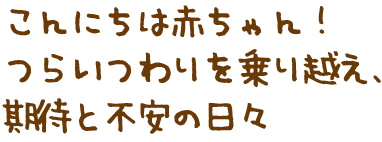 こんにちは赤ちゃん！
つらいつわりを乗り越え、
期待と不安の日々